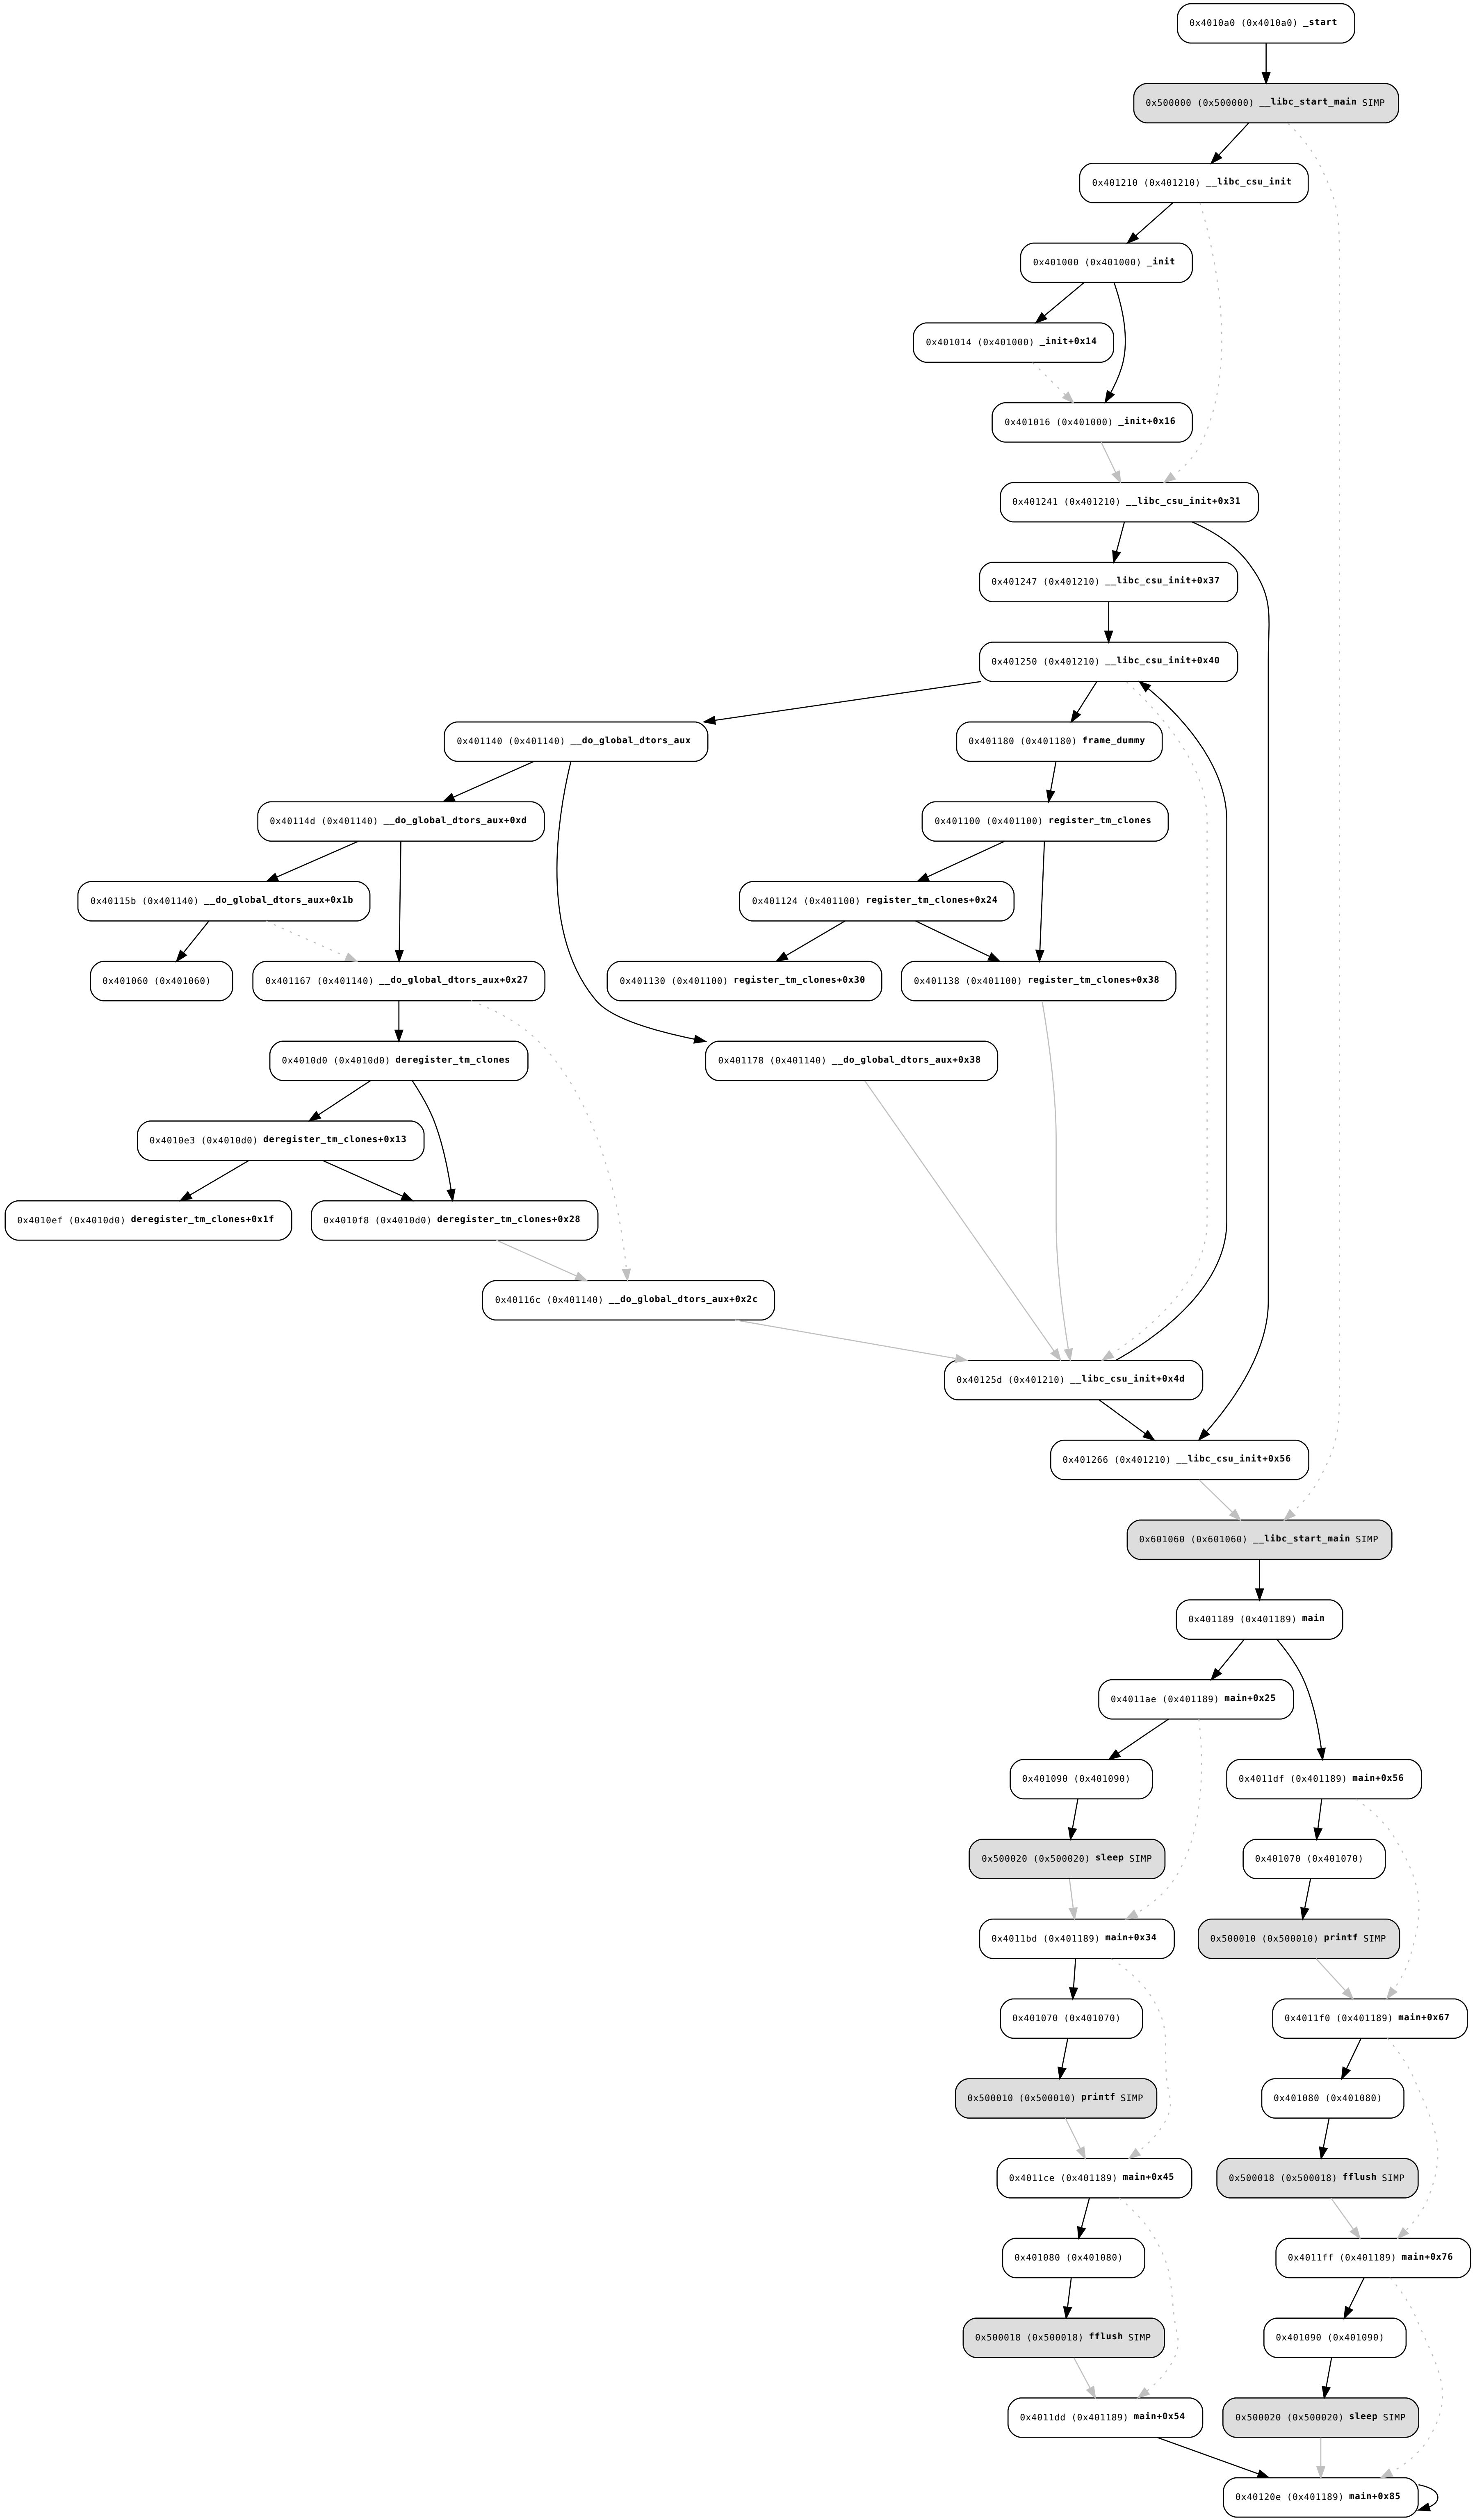 0x4010a0 (0x4010a0) _start
0x500000 (0x500000) __libc_start_main SIMP
0x401210 (0x401210) __libc_csu_init
0x401000 (0x401000) _init
0x401014 (0x401000) _init+0x14
0x401016 (0x401000) _init+0x16
0x401241 (0x401210) __libc_csu_init+0x31
0x401247 (0x401210) __libc_csu_init+0x37
0x401250 (0x401210) __libc_csu_init+0x40
0x401140 (0x401140) __do_global_dtors_aux
0x401180 (0x401180) frame_dummy
0x40114d (0x401140) __do_global_dtors_aux+0xd
0x401100 (0x401100) register_tm_clones
0x40115b (0x401140) __do_global_dtors_aux+0x1b
0x401124 (0x401100) register_tm_clones+0x24
0x401060 (0x401060)
0x401167 (0x401140) __do_global_dtors_aux+0x27
0x401130 (0x401100) register_tm_clones+0x30
0x401138 (0x401100) register_tm_clones+0x38
0x4010d0 (0x4010d0) deregister_tm_clones
0x401178 (0x401140) __do_global_dtors_aux+0x38
0x4010e3 (0x4010d0) deregister_tm_clones+0x13
0x4010ef (0x4010d0) deregister_tm_clones+0x1f
0x4010f8 (0x4010d0) deregister_tm_clones+0x28
0x40116c (0x401140) __do_global_dtors_aux+0x2c
0x40125d (0x401210) __libc_csu_init+0x4d
0x401266 (0x401210) __libc_csu_init+0x56
0x601060 (0x601060) __libc_start_main SIMP
0x401189 (0x401189) main
0x4011ae (0x401189) main+0x25
0x401090 (0x401090)
0x4011df (0x401189) main+0x56
0x500020 (0x500020) sleep SIMP
0x401070 (0x401070)
0x4011bd (0x401189) main+0x34
0x500010 (0x500010) printf SIMP
0x401070 (0x401070)
0x4011f0 (0x401189) main+0x67
0x500010 (0x500010) printf SIMP
0x401080 (0x401080)
0x4011ce (0x401189) main+0x45
0x500018 (0x500018) fflush SIMP
0x401080 (0x401080)
0x4011ff (0x401189) main+0x76
0x500018 (0x500018) fflush SIMP
0x401090 (0x401090)
0x4011dd (0x401189) main+0x54
0x500020 (0x500020) sleep SIMP
0x40120e (0x401189) main+0x85